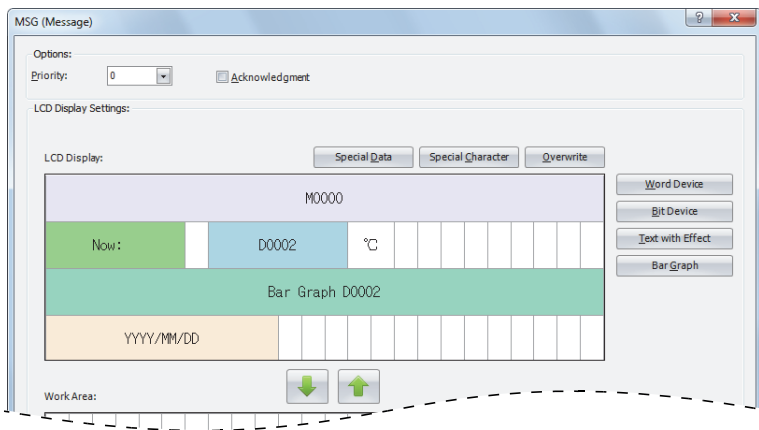 MSG (Message)
Options:
Priority: 0 Acknowledgment
LCD Display Settings:
LCD Display: Special Data Special Character Overwrite
M0000 Word Device
Bit Device
Now: D0002 ℃ Text with Effect
Bar Graph D0002 Bar Graph
YYYY/MM/DD
Work Area: